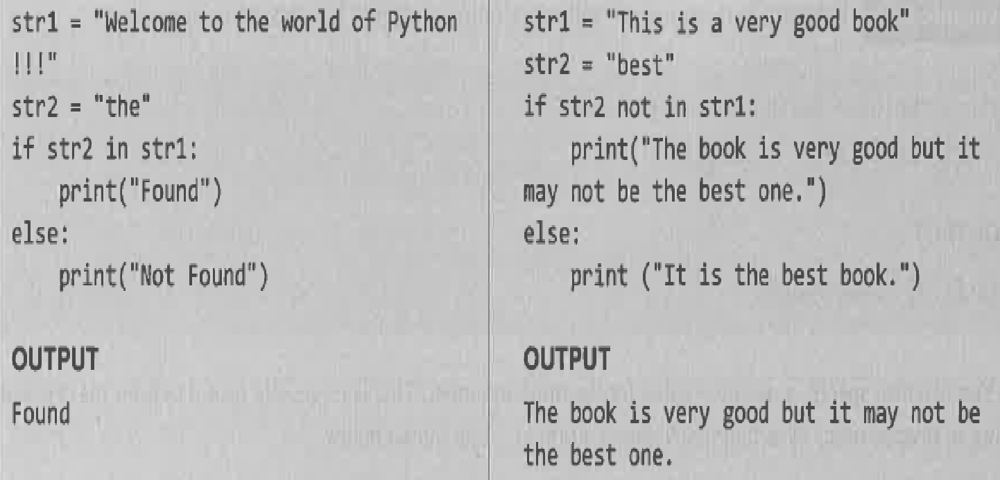 str1 = "Welcome to the world of Python
!!!"
str2 = "the"
if str2 in str1:
    print("Found")
else:
    print("Not Found")
OUTPUT
Found
str1 = "This is a very good book"
str2 = "best"
if str2 not in str1:
    print("The book is very good but it
may not be the best one.")
else:
    print ("It is the best book.")
OUTPUT
The book is very good but it may not be
the best one.